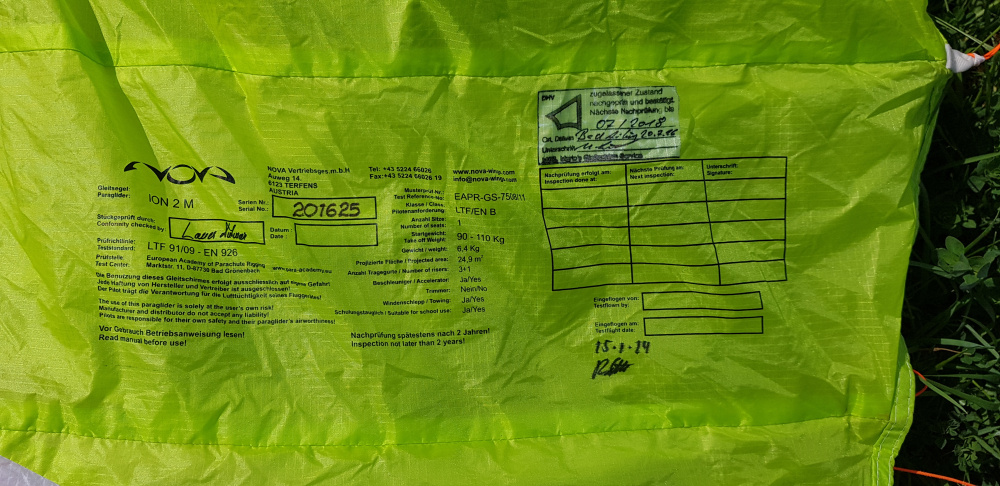 NOVA
NOVA Vertriebsges.m.b.H
Auweg 14.
6123.TERFENS
AUSTRIA
Tel: +43 5224 66026
Fax:+43 5224 66026 19
www.nova-wing.com
info@nova-wing.com
Gleitsegel
Paraglider:
ION 2 M
Serien Nr.:
Serial No.:
201625
Stückgeprüft durch:
Conformity checked by
Datum :
Date :
Prüfrichtlinie:
Teststandard:
LTF 91/09 - EN 926
Prüfstelle:
Test Center:
European Academy of Parachute Rigging
Marktstr. 11, D-87730 Bad Grönenbach
www.para-academy.eu
Die Benutzung dieses Gleitschirmes erfolgt ausschliesslich auf eigene Gefahr!
Jede Haftung von Hersteller und Vertreiber ist ausgeschlossen!
Der Pilot trägt die Verantwortung für die Lufttüchtigkeit seines Fluggerätes!
The use of this paraglider is solely at the user's own risk!
Manufacturer and distributor do not accept any liability!
Pilots are responsible for their own safety and their paraglider's airworthiness!
Vor Gebrauch Betriebsanweisung lesen!
Read manual before use!
Musterzul Nr.:
Test Reference-No:
EAPR-GS-7508/11
Klasse / Class:
Pilotenanforderung:
LTF/EN B
Anzahl Sitze:
Number of seats:
1
Startgewicht:
Take off Weight:
90 - 110 Kg
Gewicht / weight:
6,4 Kg
Projizierte Fläche / Projected area:
24,9 m²
Anzahl Tragegurte / Number of risers:
3+1
Beschleuniger / Accelerator:
Ja/Yes
Trimmer:
Nein/No
Windenschlepp / Towing:
Ja/Yes
Schulungstauglich / Suitable for school use:
Ja/Yes
Nachprüfung spätestens nach 2 Jahren!
Inspection not later than 2 years!
DHV
zugelassener Zustand
nachgeprüft und bestätigt.
Nächste Nachprüfung: bis
07/2018
Ort, Datum
Unterschrift
Nachprüfung erfolgt am:
Inspection done at:
Nächste Prüfung am:
Next inspection:
Unterschrift:
Signature:
Eingeflogen von:
Testflown by:
Eingeflogen am:
Testflight date:
15.1.14